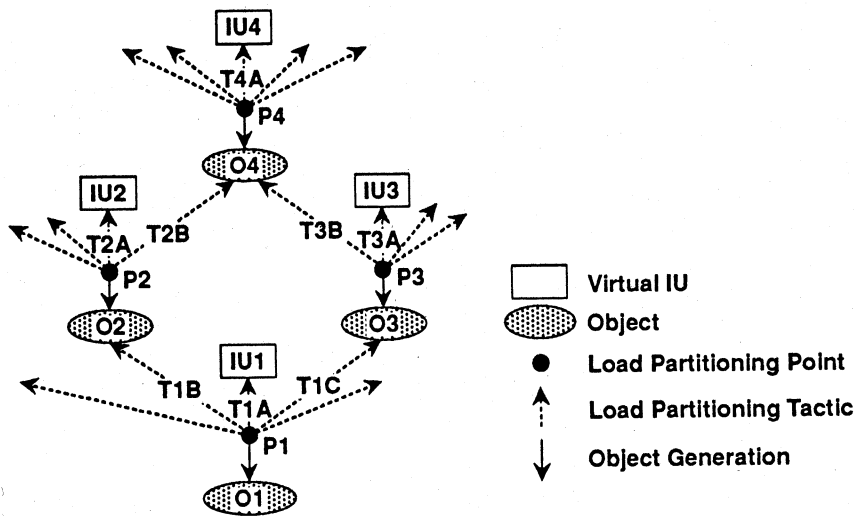 IU4
T4A
P4
O4
IU2
IU3
T2B
T3B
T2A
T3A
P2
P3
O2
O3
IU1
T1B
T1C
T1A
P1
O1
Virtual IU
Object
Load Partitioning Point
Load Partitioning Tactic
Object Generation